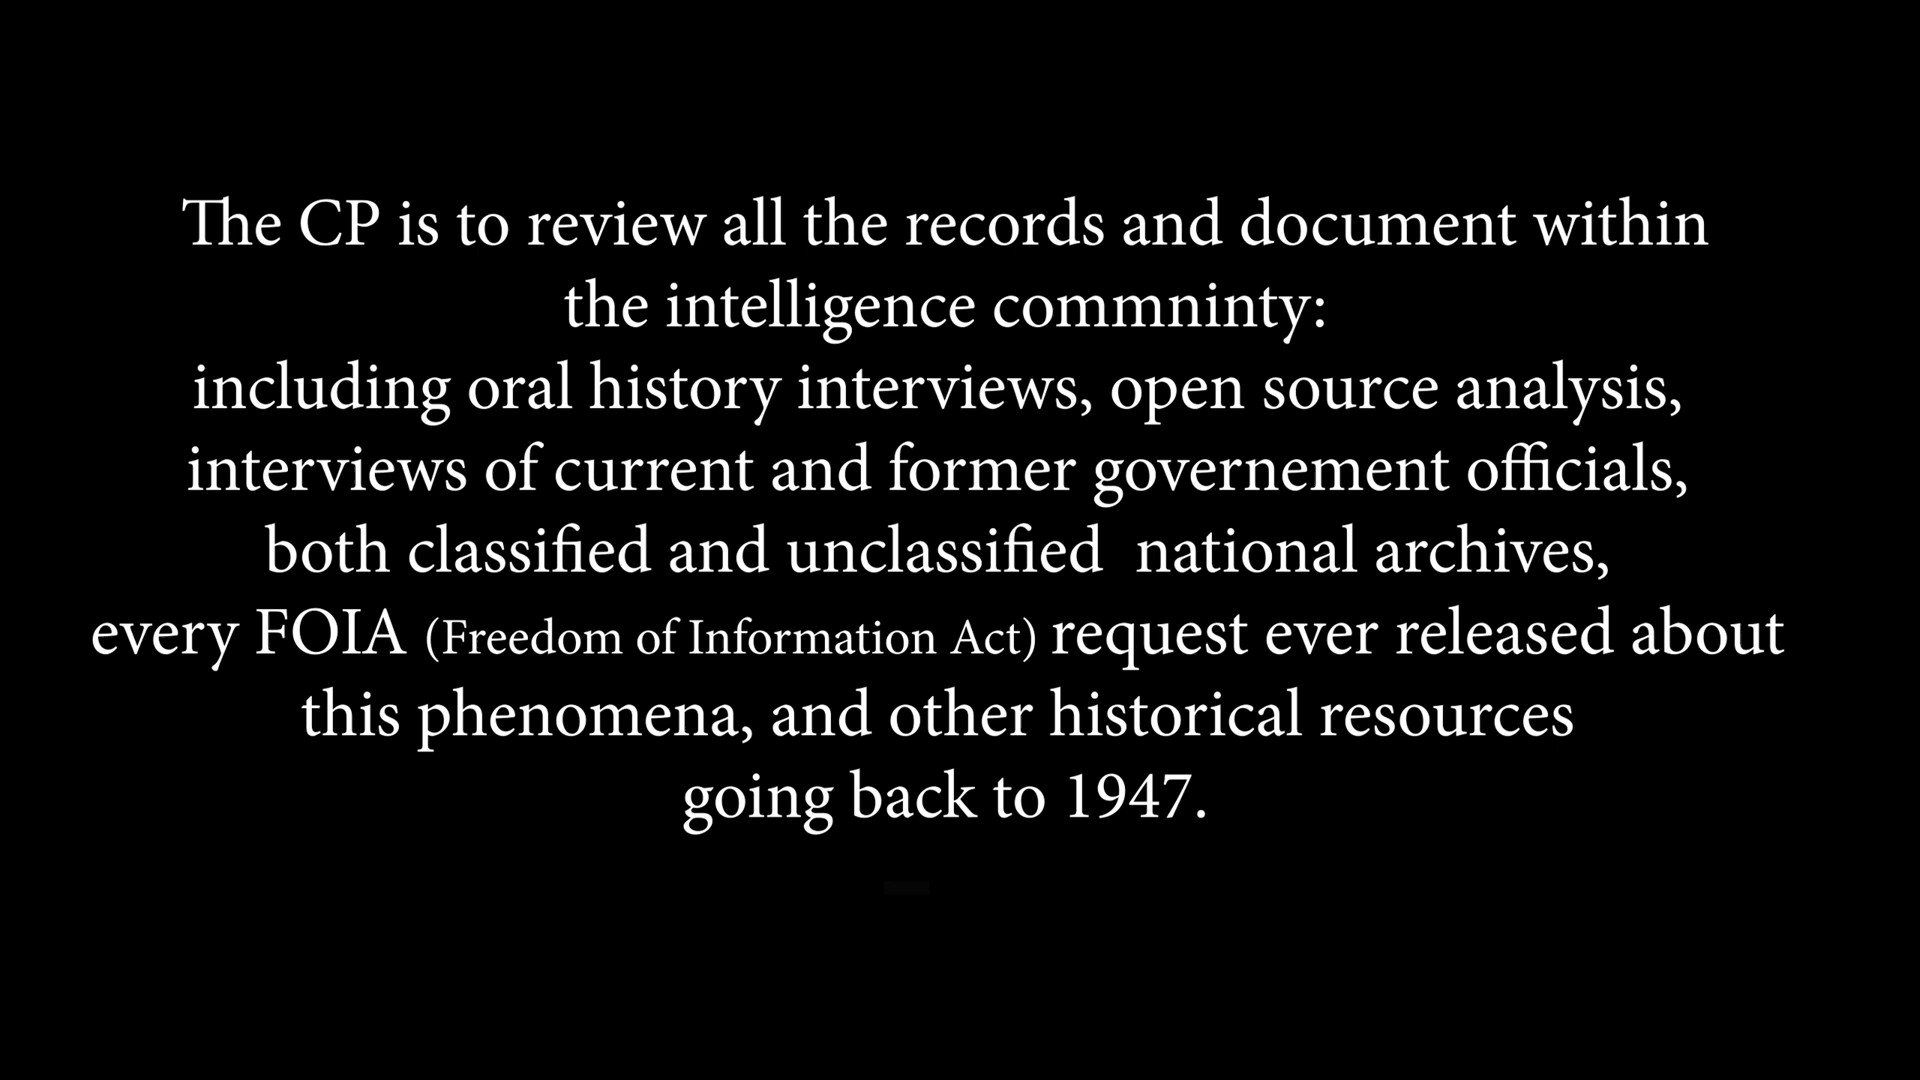 The CP is to review all the records and document within
the intelligence commninty:
including oral history interviews, open source analysis,
interviews of current and former governement officials,
both classified and unclassified  national archives,
every FOIA (Freedom of Information Act) request ever released about
this phenomena, and other historical resources
going back to 1947.